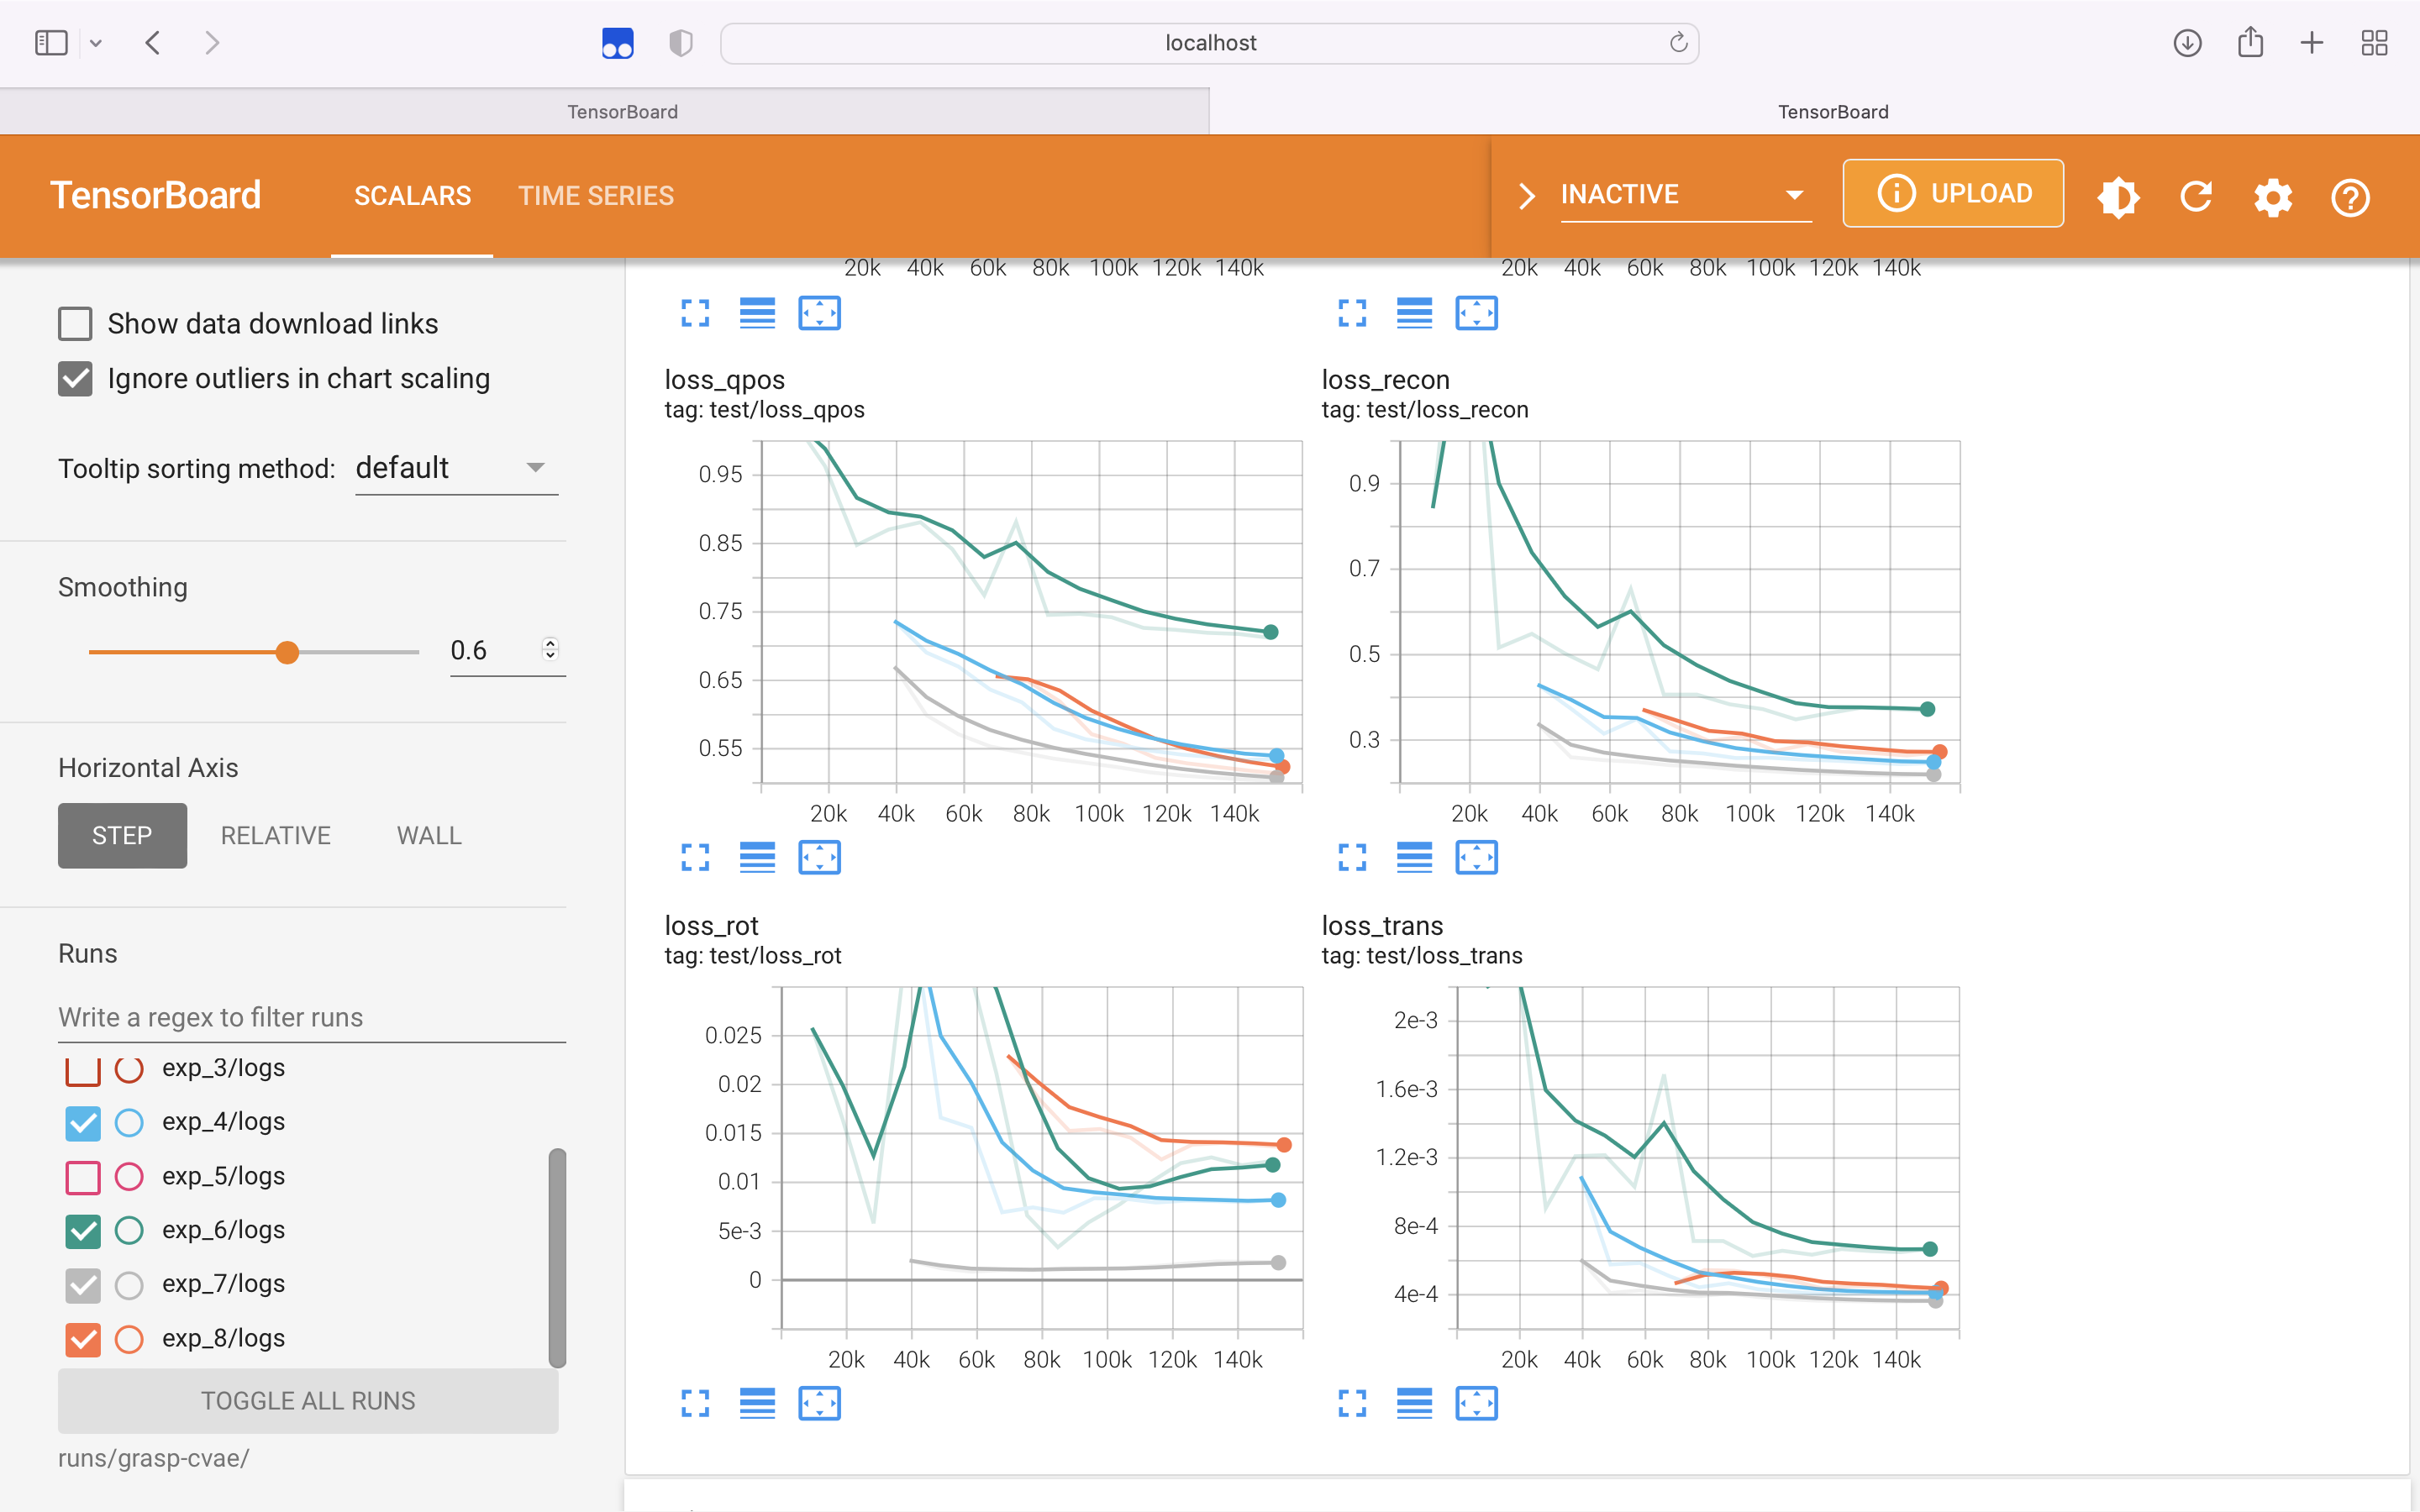 localhost
TensorBoard
TensorBoard
TensorBoard SCALARS TIME SERIES INACTIVE UPLOAD
Show data download links
Ignore outliers in chart scaling
Tooltip sorting method: default
Smoothing
0.6
Horizontal Axis
STEP RELATIVE WALL
Runs
Write a regex to filter runs
exp_3/logs
exp_4/logs
exp_5/logs
exp_6/logs
exp_7/logs
exp_8/logs
TOGGLE ALL RUNS
runs/grasp-cvae/
20k 40k 60k 80k 100k 120k 140k
20k 40k 60k 80k 100k 120k 140k
loss_qpos
tag: test/loss_qpos
0.95
0.85
0.75
0.65
0.55
20k 40k 60k 80k 100k 120k 140k
loss_recon
tag: test/loss_recon
0.9
0.7
0.5
0.3
20k 40k 60k 80k 100k 120k 140k
loss_rot
tag: test/loss_rot
0.025
0.02
0.015
0.01
5e-3
0
20k 40k 60k 80k 100k 120k 140k
loss_trans
tag: test/loss_trans
2e-3
1.6e-3
1.2e-3
8e-4
4e-4
20k 40k 60k 80k 100k 120k 140k